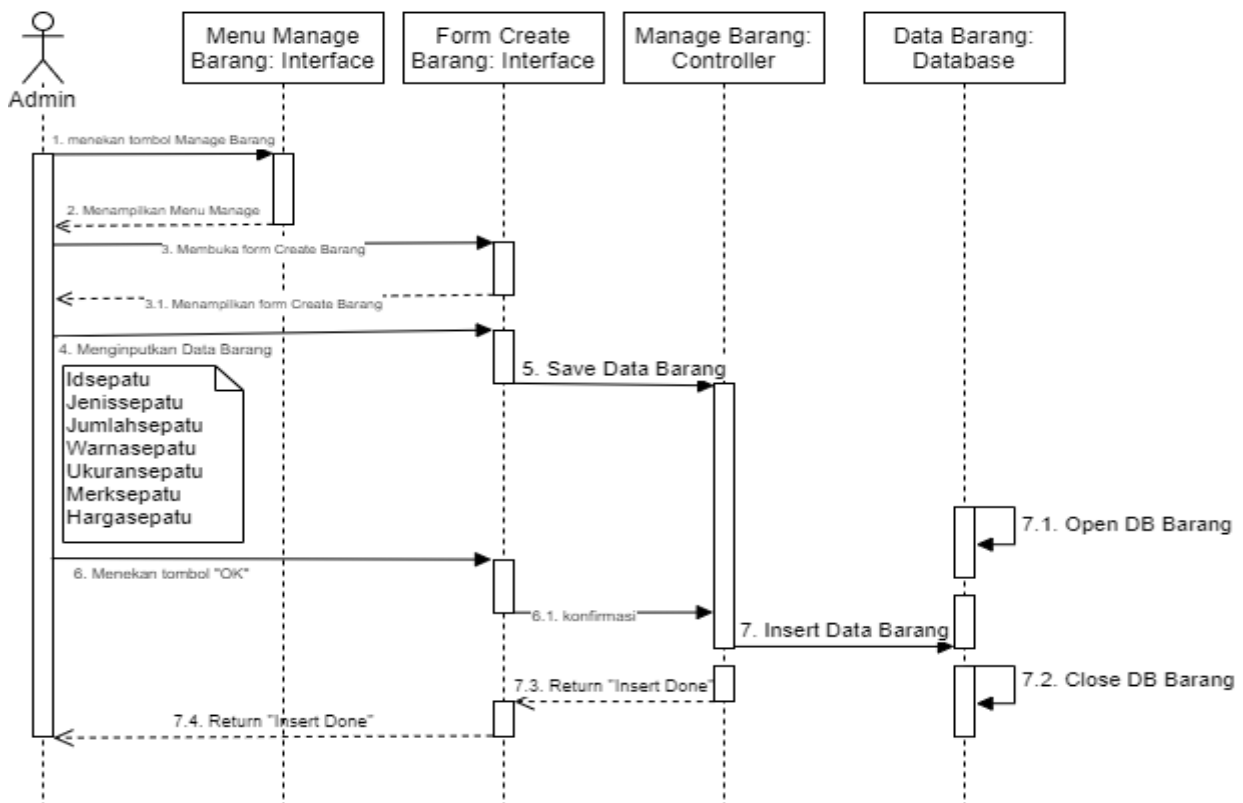 Menu Manage
Barang: Interface
Form Create
Barang: Interface
Manage Barang:
Controller
Data Barang:
Database
Admin
1. menekan tombol Manage Barang
2. Menampilkan Menu Manage
3. Membuka form Create Barang
3.1. Menampilkan form Create Barang
4. Menginputkan Data Barang
5. Save Data Barang
Idsepatu
Jenissepatu
Jumlahsepatu
Warnasepatu
Ukuransepatu
Merksepatu
Hargasepatu
7.1. Open DB Barang
6. Menekan tombol "OK"
6.1. konfirmasi
7. Insert Data Barang
7.2. Close DB Barang
7.3. Return "Insert Done"
7.4. Return "Insert Done"